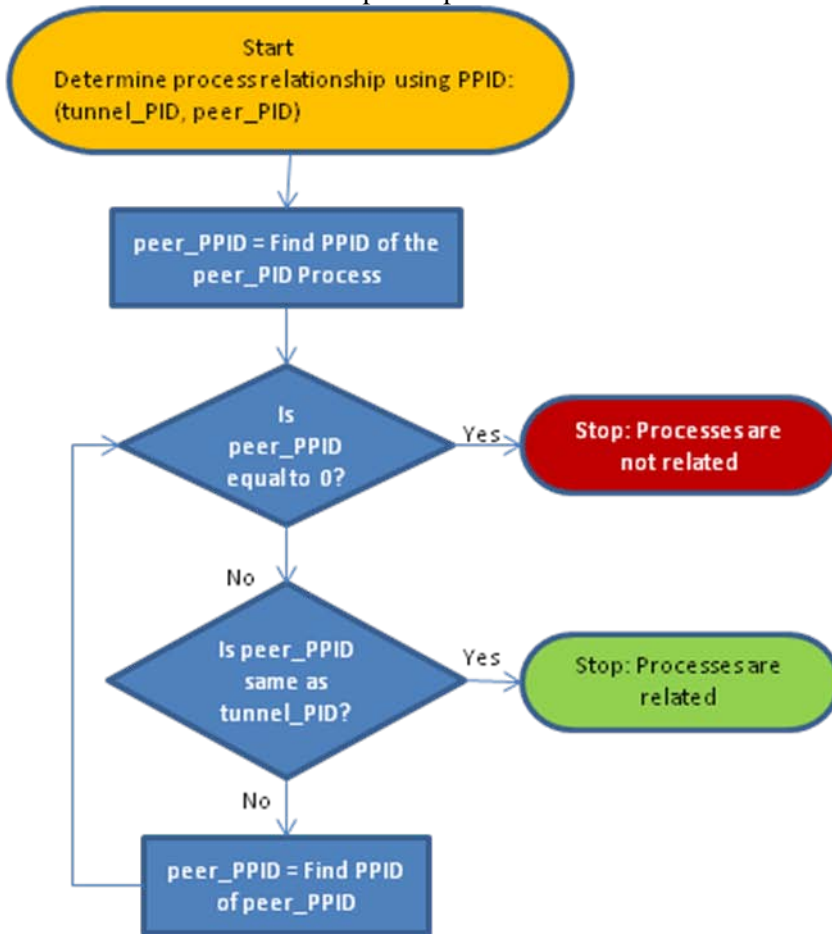 Start
Determine process relationship using PPID:
(tunnel_PID, peer_PID)
peer_PPID = Find PPID of the
peer_PID Process
Is
peer_PPID
equal to 0?
Yes
Stop: Processes are
not related
No
Is peer_PPID
same as
tunnel_PID?
Yes
Stop: Processes are
related
No
peer_PPID = Find PPID
of peer_PPID